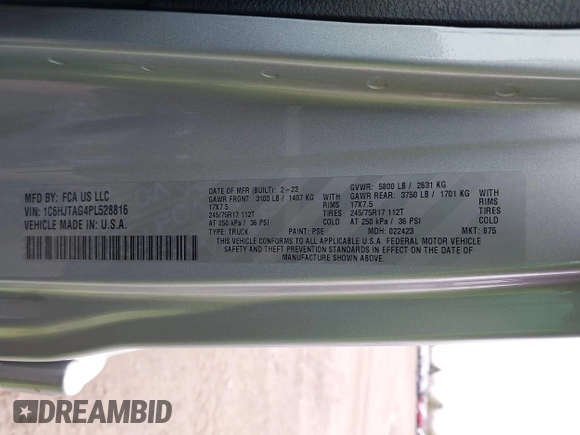 MFD BY: FCA US LLC
VIN: 1C6HJTAG4PL528816
VEHICLE MADE IN: U.S.A.
DATE OF MFR (BUILT): 2-23
GAWR FRONT: 3100 LB / 1407 KG
17X7.5 RIMS
245/75R17 112T TIRES
AT 250 kPa / 36 PSI COLD
TYPE: TRUCK PAINT: PSE
GVWR: 5800 LB / 2631 KG
GAWR REAR: 3750 LB / 1701 KG
WITH
17X7.5 RIMS
245/75R17 112T TIRES
AT 250 kPa / 36 PSI COLD
MDH: 022423 MKT: 875
THIS VEHICLE CONFORMS TO ALL APPLICABLE U.S.A. FEDERAL MOTOR VEHICLE
SAFETY AND THEFT PREVENTION STANDARDS IN EFFECT ON THE DATE OF
MANUFACTURE SHOWN ABOVE.
DREAMBID